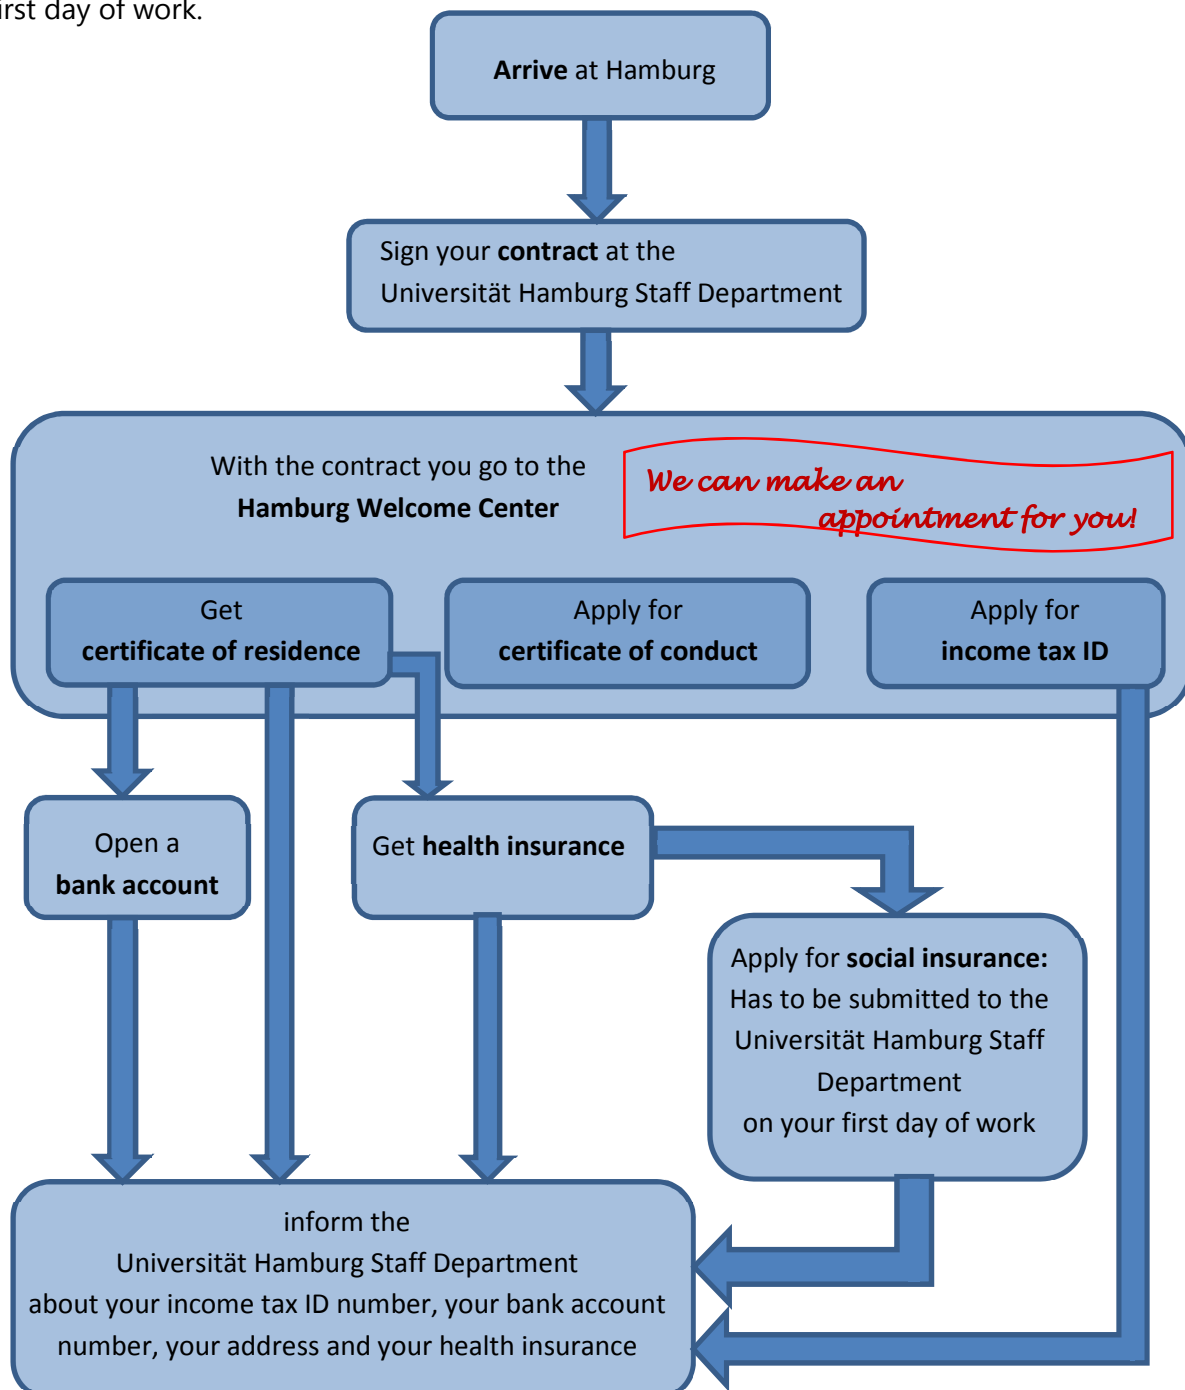 first day of work.
Arrive at Hamburg
Sign your contract at the
Universität Hamburg Staff Department
With the contract you go to the
Hamburg Welcome Center
We can make an
appointment for you!
Get
certificate of residence
Apply for
certificate of conduct
Apply for
income tax ID
Open a
bank account
Get health insurance
Apply for social insurance:
Has to be submitted to the
Universität Hamburg Staff
Department
on your first day of work
inform the
Universität Hamburg Staff Department
about your income tax ID number, your bank account
number, your address and your health insurance